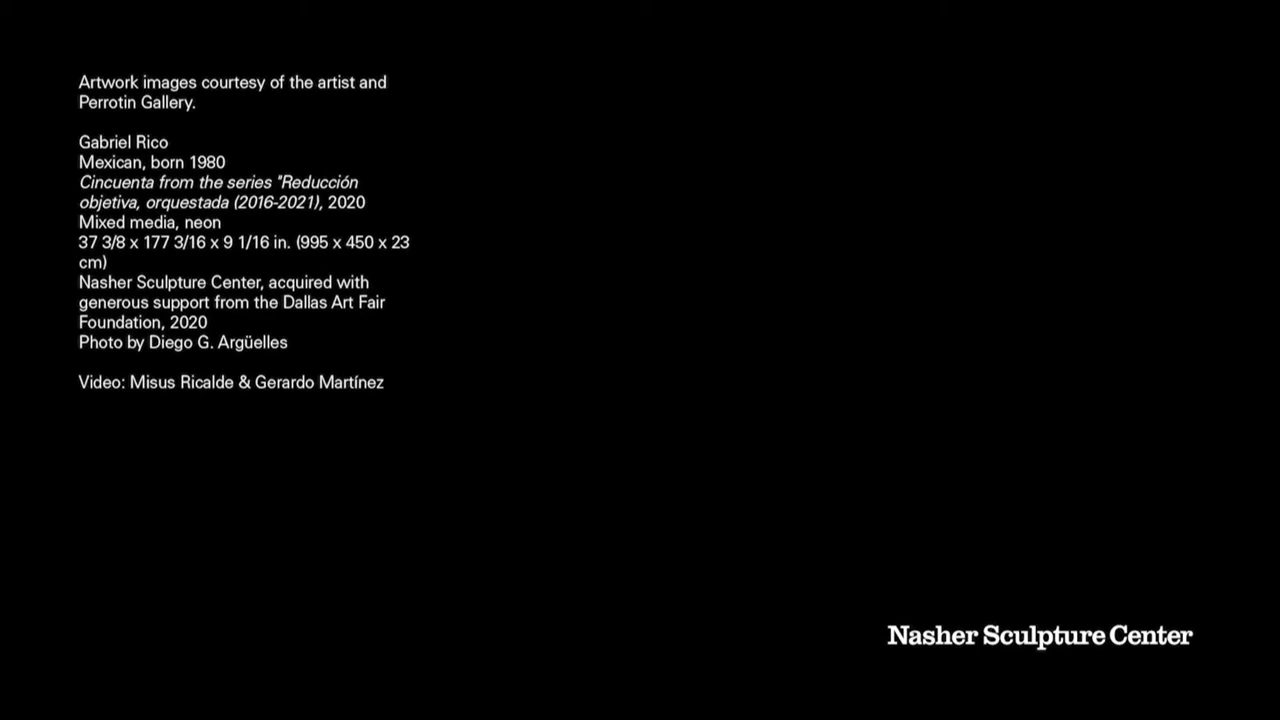 Artwork images courtesy of the artist and
Perrotin Gallery.
Gabriel Rico
Mexican, born 1980
Cincuenta from the series "Reducción
objetiva, orquestada (2016-2021), 2020
Mixed media, neon
37 3/8 x 177 3/16 x 9 1/16 in. (995 x 450 x 23
cm)
Nasher Sculpture Center, acquired with
generous support from the Dallas Art Fair
Foundation, 2020
Photo by Diego G. Argüelles
Video: Misus Ricalde & Gerardo Martínez
Nasher Sculpture Center